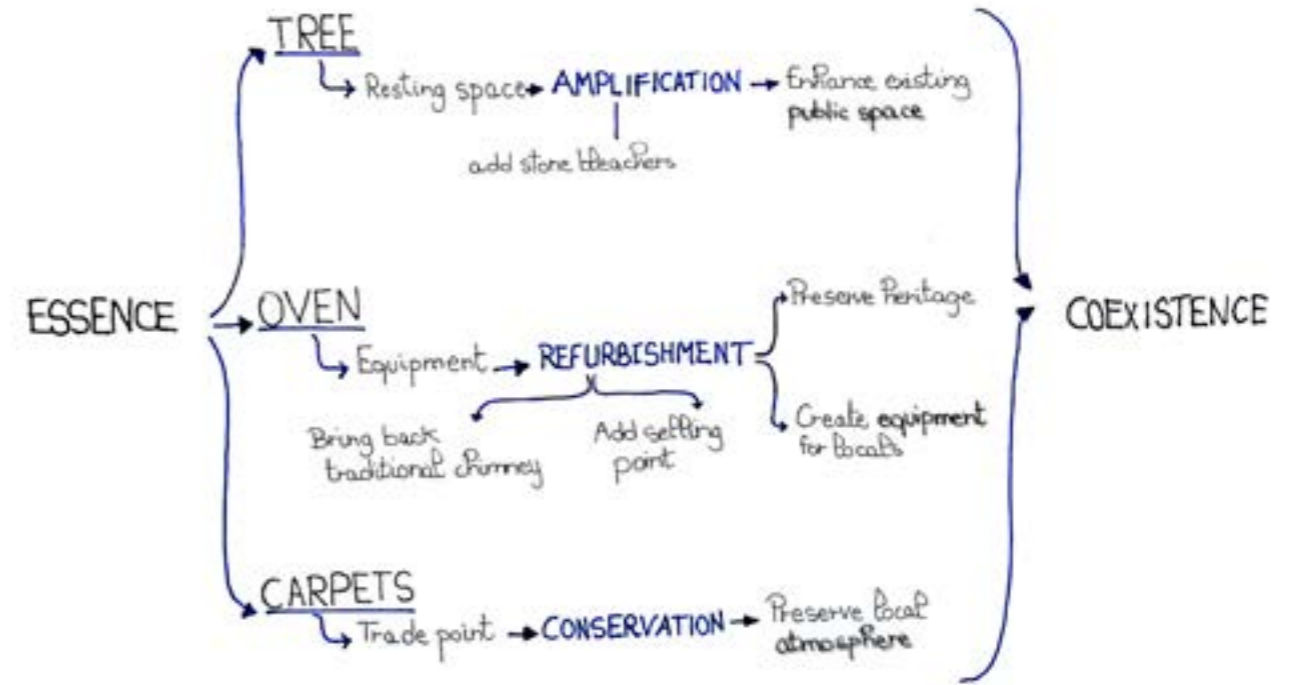 TREE
Resting space
AMPLIFICATION
Enhance existing
public space
add stone bleachers
ESSENCE
OVEN
Equipment
REFURBISHMENT
Preserve heritage
Create equipment
for locals
Bring back
traditional chimney
Add selling
point
COEXISTENCE
CARPETS
Trade point
CONSERVATION
Preserve local
atmosphere